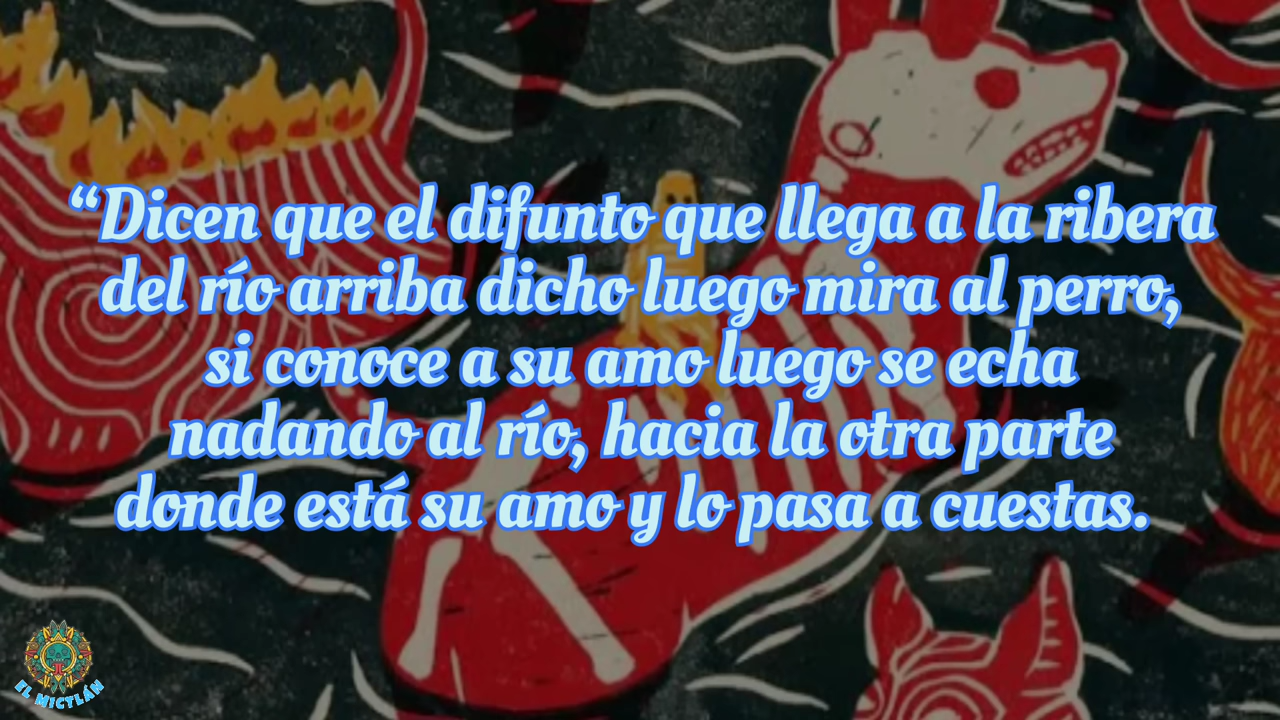 “Dicen que el difunto que llega a la ribera
del río arriba dicho luego mira al perro,
si conoce a su amo luego se echa
nadando al río, hacia la otra parte
donde está su amo y lo pasa a cuestas.
EL MICTLÁN